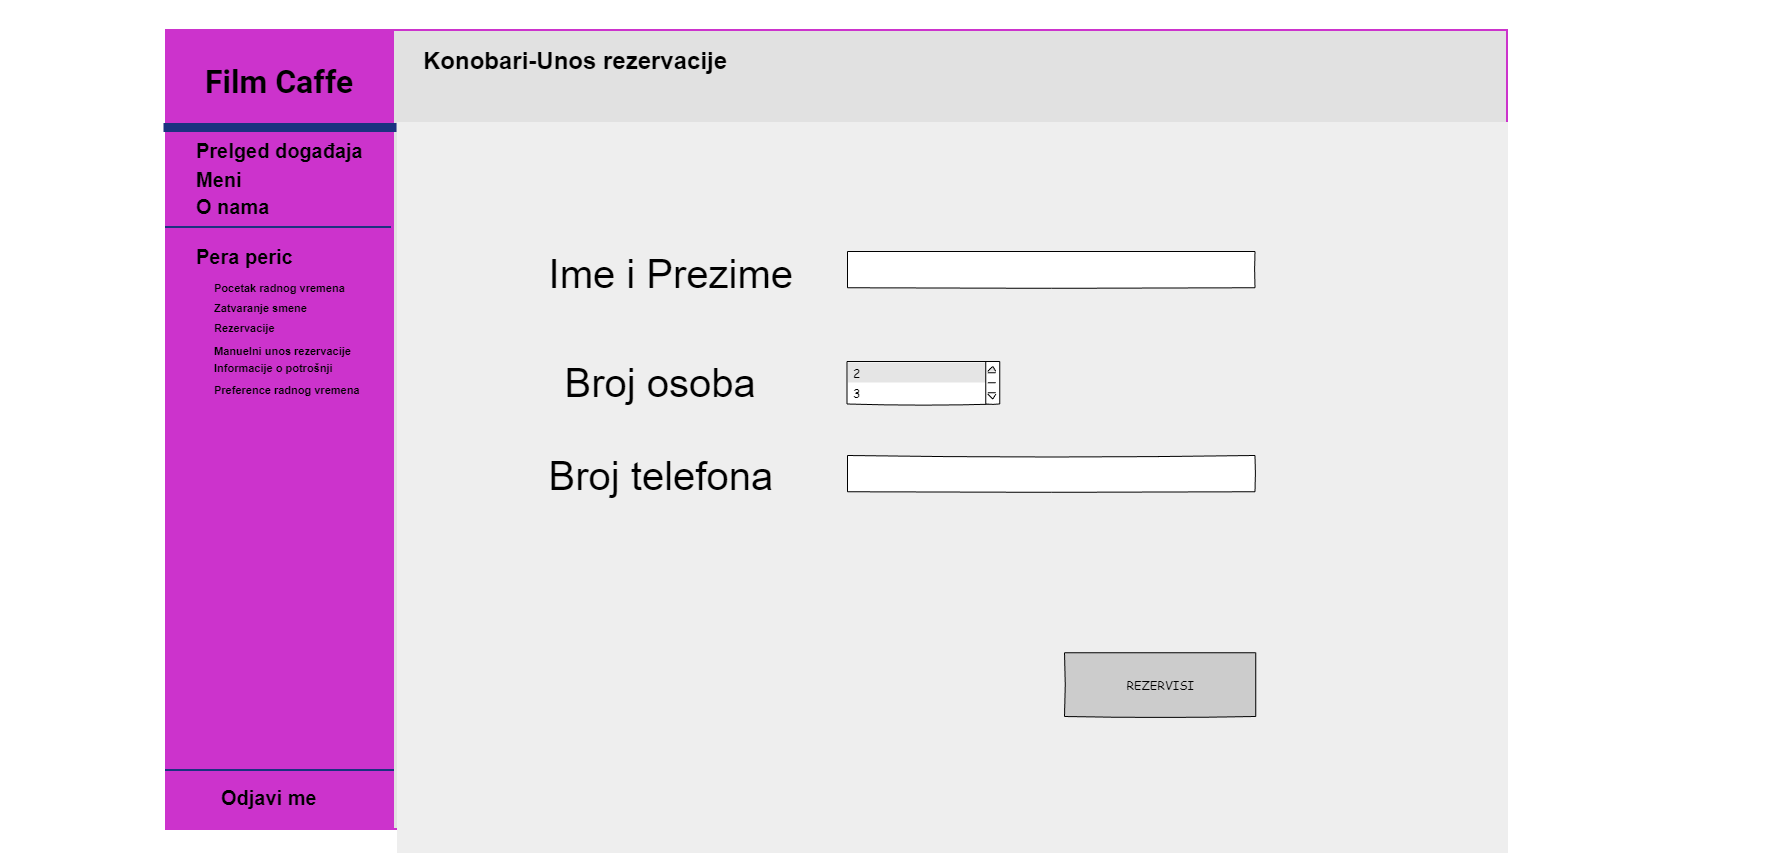 Film Caffe
Konobari-Unos rezervacije
Prelged događaja
Meni
O nama
Pera peric
Pocetak radnog vremena
Zatvaranje smene
Rezervacije
Manuelni unos rezervacije
Informacije o potrošnji
Preference radnog vremena
Odjavi me
Ime i Prezime
Broj osoba
2
3
Broj telefona
REZERVISI